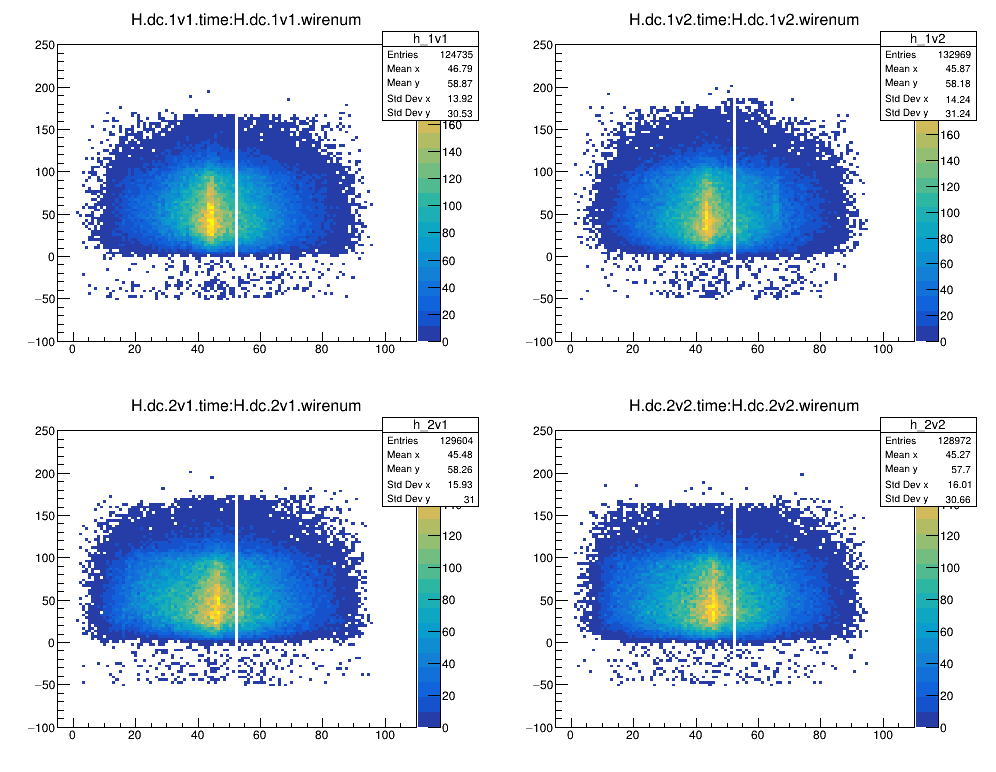 H.dc.1v1.time:H.dc.1v1.wirenum
h_1v1
Entries 124735
Mean x 46.79
Mean y 58.87
Std Dev x 13.92
Std Dev y 30.53
250
200
150
100
50
0
−50
−100
0 20 40 60 80 100
160
140
120
100
80
60
40
20
0
H.dc.1v2.time:H.dc.1v2.wirenum
h_1v2
Entries 132969
Mean x 45.87
Mean y 58.18
Std Dev x 14.24
Std Dev y 31.24
250
200
150
100
50
0
−50
−100
0 20 40 60 80 100
160
140
120
100
80
60
40
20
0
H.dc.2v1.time:H.dc.2v1.wirenum
h_2v1
Entries 129604
Mean x 45.48
Mean y 58.26
Std Dev x 15.93
Std Dev y 31
250
200
150
100
50
0
−50
−100
0 20 40 60 80 100
120
100
80
60
40
20
0
H.dc.2v2.time:H.dc.2v2.wirenum
h_2v2
Entries 128972
Mean x 45.27
Mean y 57.7
Std Dev x 16.01
Std Dev y 30.66
250
200
150
100
50
0
−50
−100
0 20 40 60 80 100
120
100
80
60
40
20
0